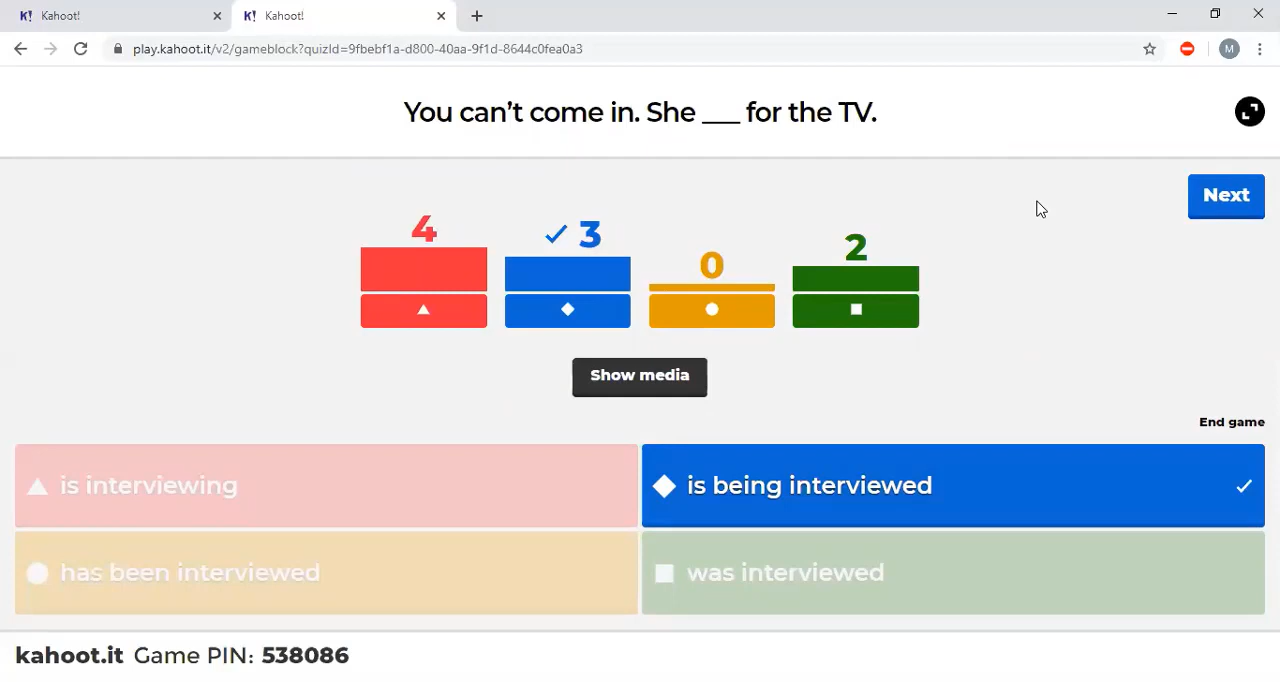 K! Kahoot!
K! Kahoot!
play.kahoot.it/v2/gameblock?quizId=9fbebf1a-d800-40aa-9f1d-8644c0fea0a3
M
You can’t come in. She ___ for the TV.
Next
4
3
0
2
Show media
End game
is interviewing
is being interviewed
has been interviewed
was interviewed
kahoot.it Game PIN: 538086